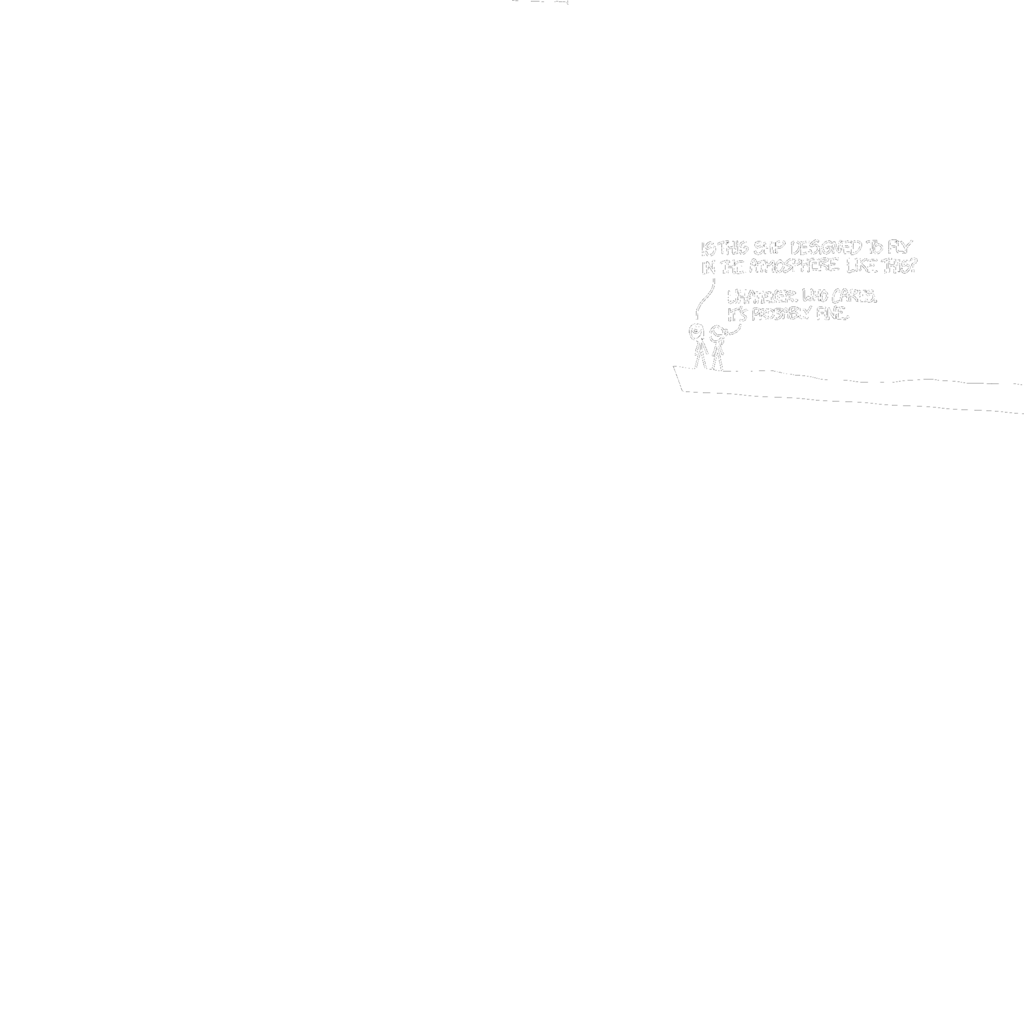 IS THIS SHIP DESIGNED TO FLY
IN THE ATMOSPHERE LIKE THIS?
WHATEVER. WHO CARES.
IT'S PROBABLY FINE.